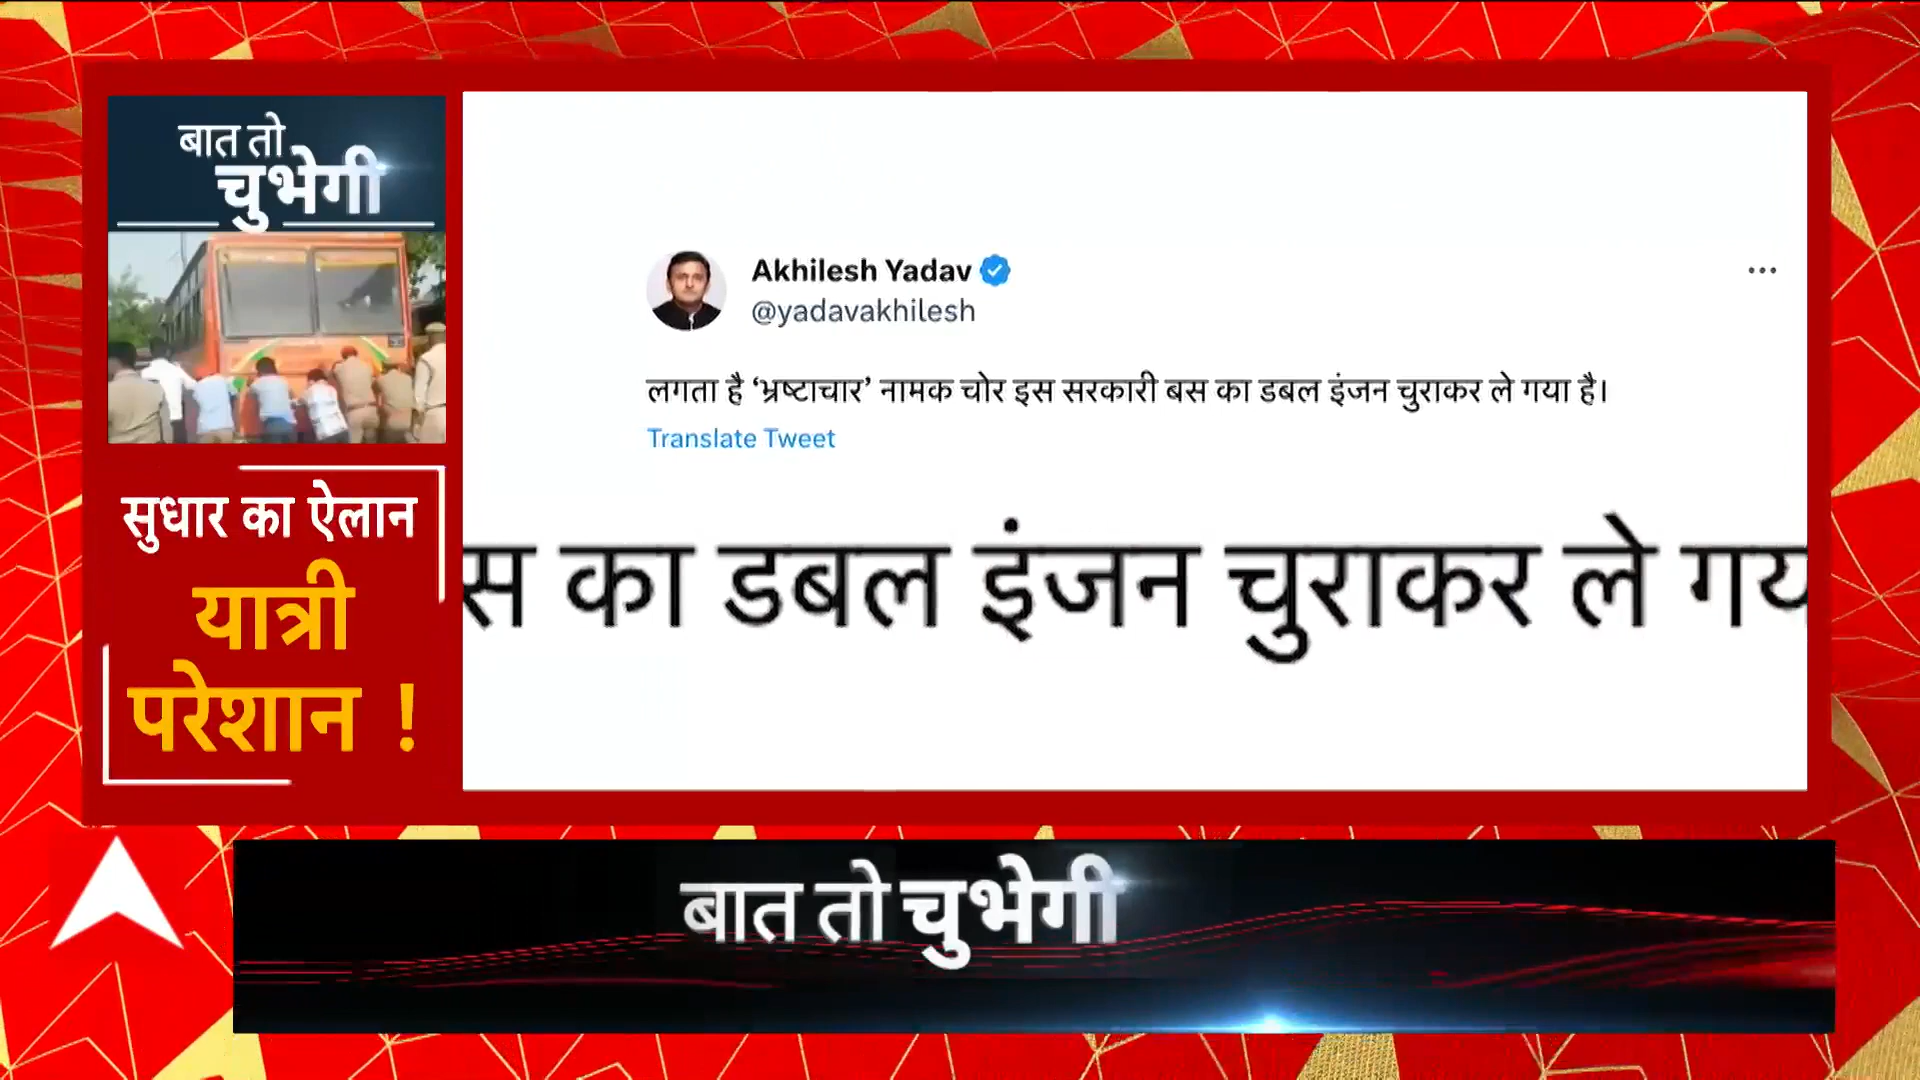 बात तो
चुभेगी
सुधार का ऐलान
यात्री
परेशान !
Akhilesh Yadav
@yadavakhilesh
लगता है ‘भ्रष्टाचार’ नामक चोर इस सरकारी बस का डबल इंजन चुराकर ले गया है।
Translate Tweet
स का डबल इंजन चुराकर ले गय
बात तो चुभेगी